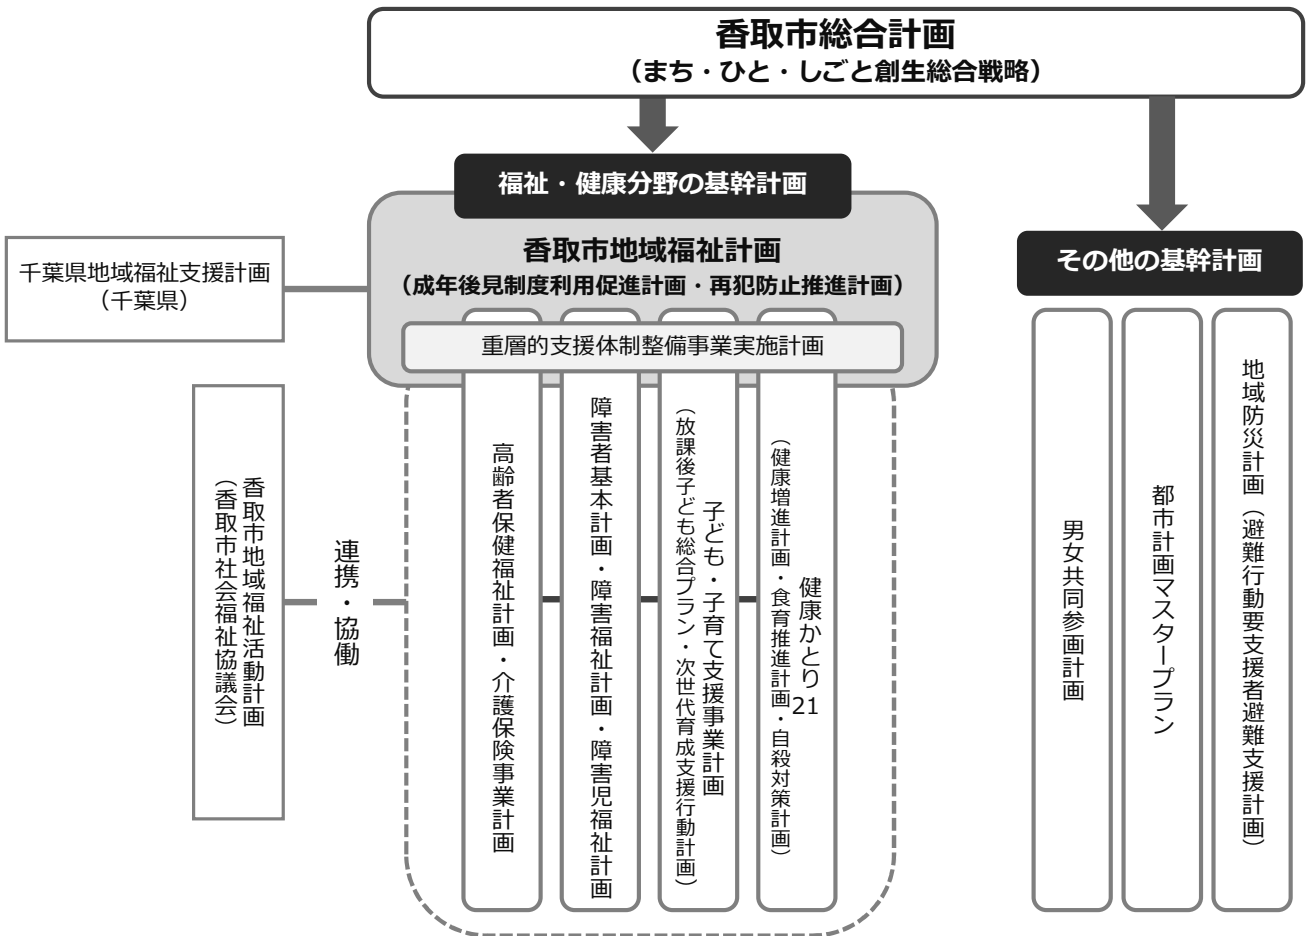 香取市総合計画
（まち・ひと・しごと創生総合戦略）
福祉・健康分野の基幹計画
香取市地域福祉計画
（成年後見制度利用促進計画・再犯防止推進計画）
重層的支援体制整備事業実施計画
千葉県地域福祉支援計画
（千葉県）
その他の基幹計画
香取市地域福祉活動計画
（香取市社会福祉協議会）
連携・協働
高齢者保健福祉計画・介護保険事業計画
障害者基本計画・障害福祉計画・障害児福祉計画
子ども・子育て支援事業計画
（放課後子ども総合プラン・次世代育成支援行動計画）
健康かとり21
（健康増進計画・食育推進計画・自殺対策計画）
男女共同参画計画
都市計画マスタープラン
地域防災計画（避難行動要支援者避難支援計画）